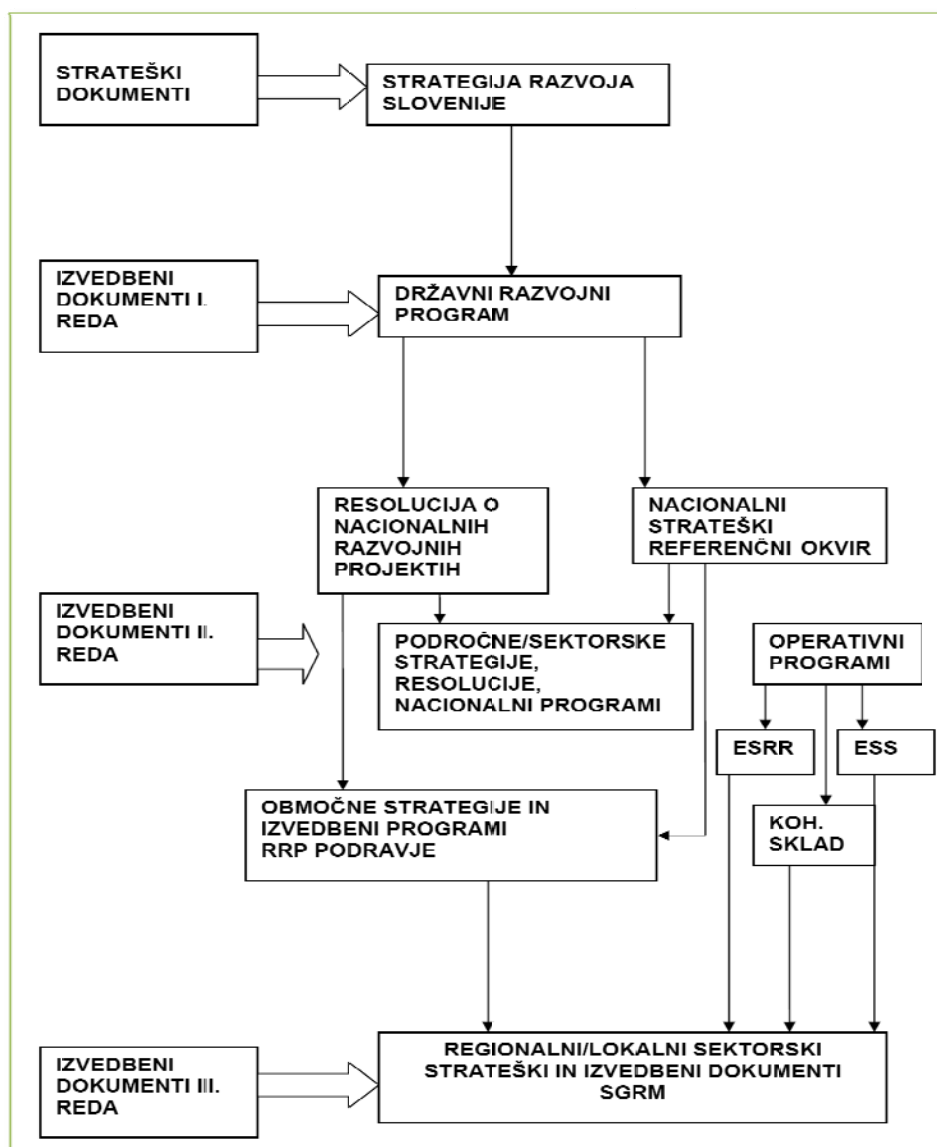 STRATEŠKI
DOKUMENTI
STRATEGIJA RAZVOJA
SLOVENIJE
IZVEDBENI
DOKUMENTI I.
REDA
DRŽAVNI RAZVOJNI
PROGRAM
RESOLUCIJA O
NACIONALNIH
RAZVOJNIH
PROJEKTIH
NACIONALNI
STRATEŠKI
REFERENČNI OKVIR
IZVEDBENI
DOKUMENTI II.
REDA
PODROČNE/SEKTORSKE
STRATEGIJE,
RESOLUCIJE,
NACIONALNI PROGRAMI
OPERATIVNI
PROGRAMI
ESRR
ESS
OBMOČNE STRATEGIJE IN
IZVEDBENI PROGRAMI
RRP PODRAVJE
KOH.
SKLAD
IZVEDBENI
DOKUMENTI III.
REDA
REGIONALNI/LOKALNI SEKTORSKI
STRATEŠKI IN IZVEDBENI DOKUMENTI
SGRM